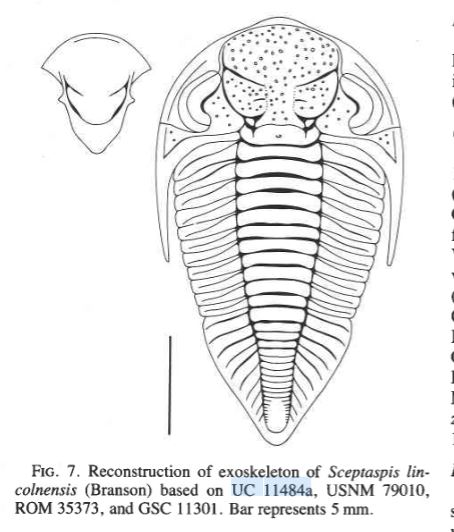 FIG. 7. Reconstruction of exoskeleton of Sceptaspis lin-
colnensis (Branson) based on UC 11484a, USNM 79010,
ROM 35373, and GSC 11301. Bar represents 5 mm.